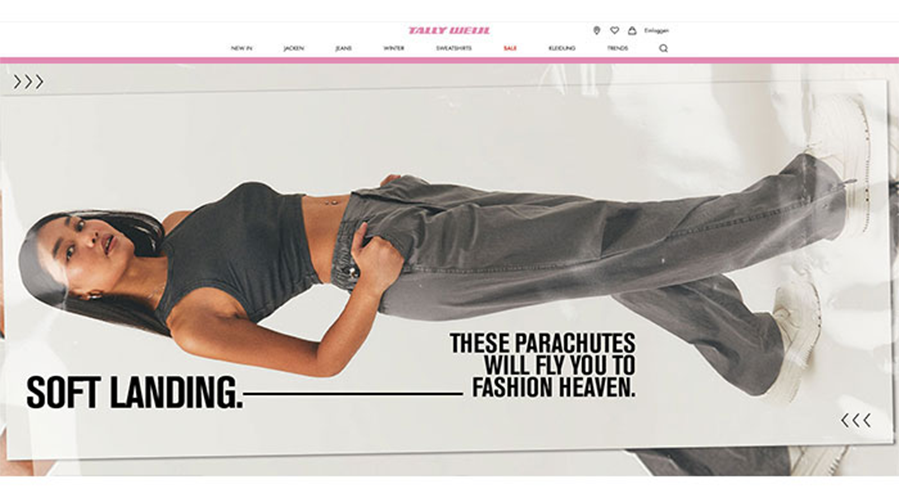 TALLY WEIJL
Einloggen
NEW IN JACKEN JEANS WINTER SWEATSHIRTS SALE KLEIDUNG TRENDS
THESE PARACHUTES
WILL FLY YOU TO
SOFT LANDING. FASHION HEAVEN.